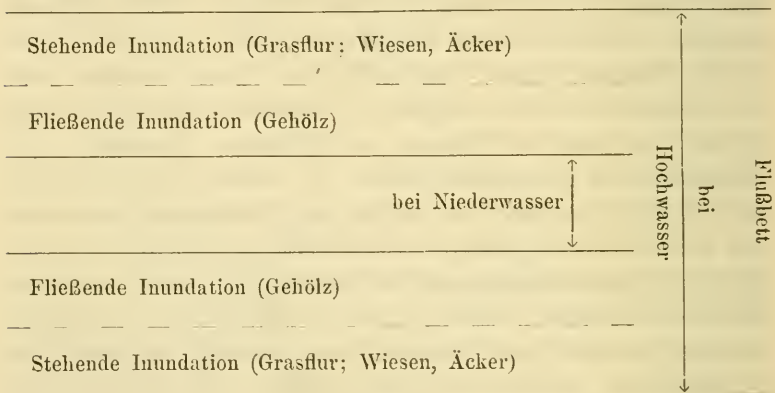 Stehende Inundation (Grasflur; Wiesen, Äcker)
Fließende Inundation (Gehölz)
bei Niederwasser
Fließende Inundation (Gehölz)
Stehende Inundation (Grasflur; Wiesen, Äcker)
Flußbett
bei
Hochwasser